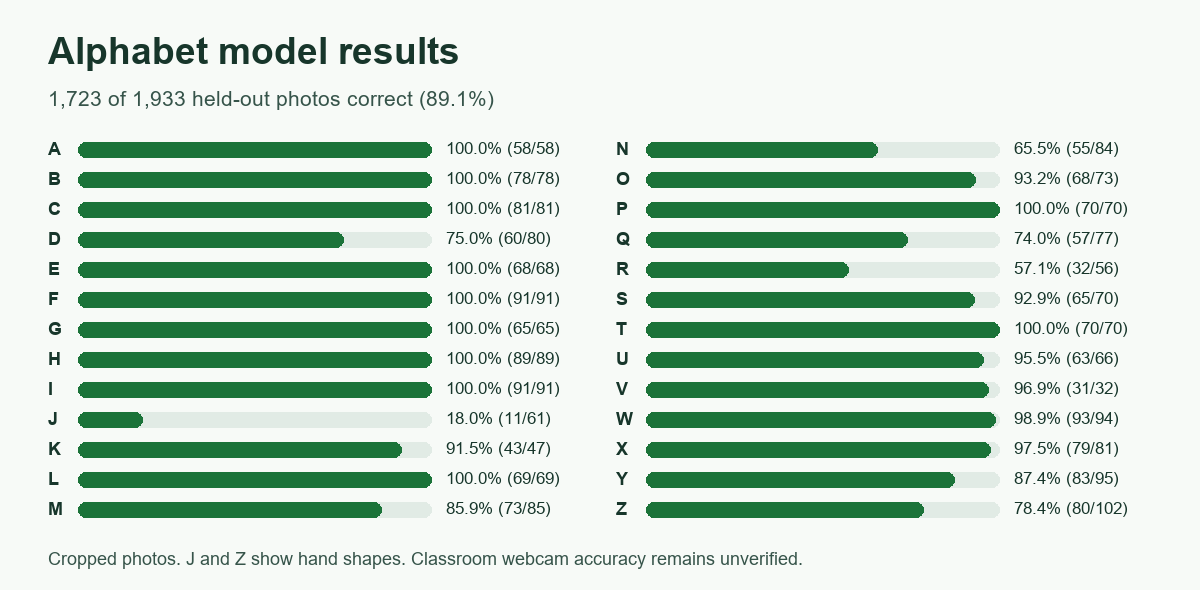 Alphabet model results
1,723 of 1,933 held-out photos correct (89.1%)
A 100.0% (58/58)
B 100.0% (78/78)
C 100.0% (81/81)
D 75.0% (60/80)
E 100.0% (68/68)
F 100.0% (91/91)
G 100.0% (65/65)
H 100.0% (89/89)
I 100.0% (91/91)
J 18.0% (11/61)
K 91.5% (43/47)
L 100.0% (69/69)
M 85.9% (73/85)
N 65.5% (55/84)
O 93.2% (68/73)
P 100.0% (70/70)
Q 74.0% (57/77)
R 57.1% (32/56)
S 92.9% (65/70)
T 100.0% (70/70)
U 95.5% (63/66)
V 96.9% (31/32)
W 98.9% (93/94)
X 97.5% (79/81)
Y 87.4% (83/95)
Z 78.4% (80/102)
Cropped photos. J and Z show hand shapes. Classroom webcam accuracy remains unverified.